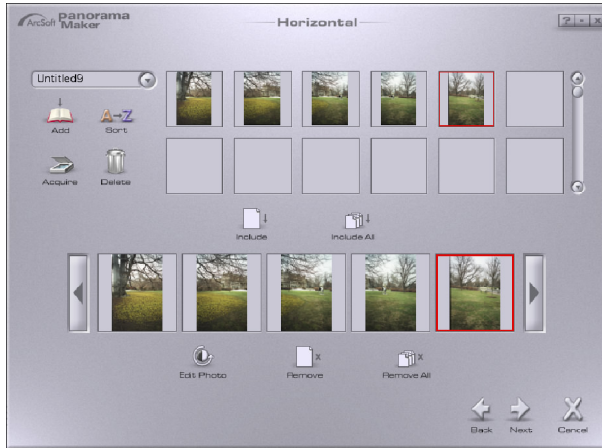 ArcSoft panorama Maker
Horizontal
? - x
Untitled9
Add
A→Z
Sort
Acquire
Delete
Include
Include All
Edit Photo
Remove
Remove All
Back
Next
Cancel